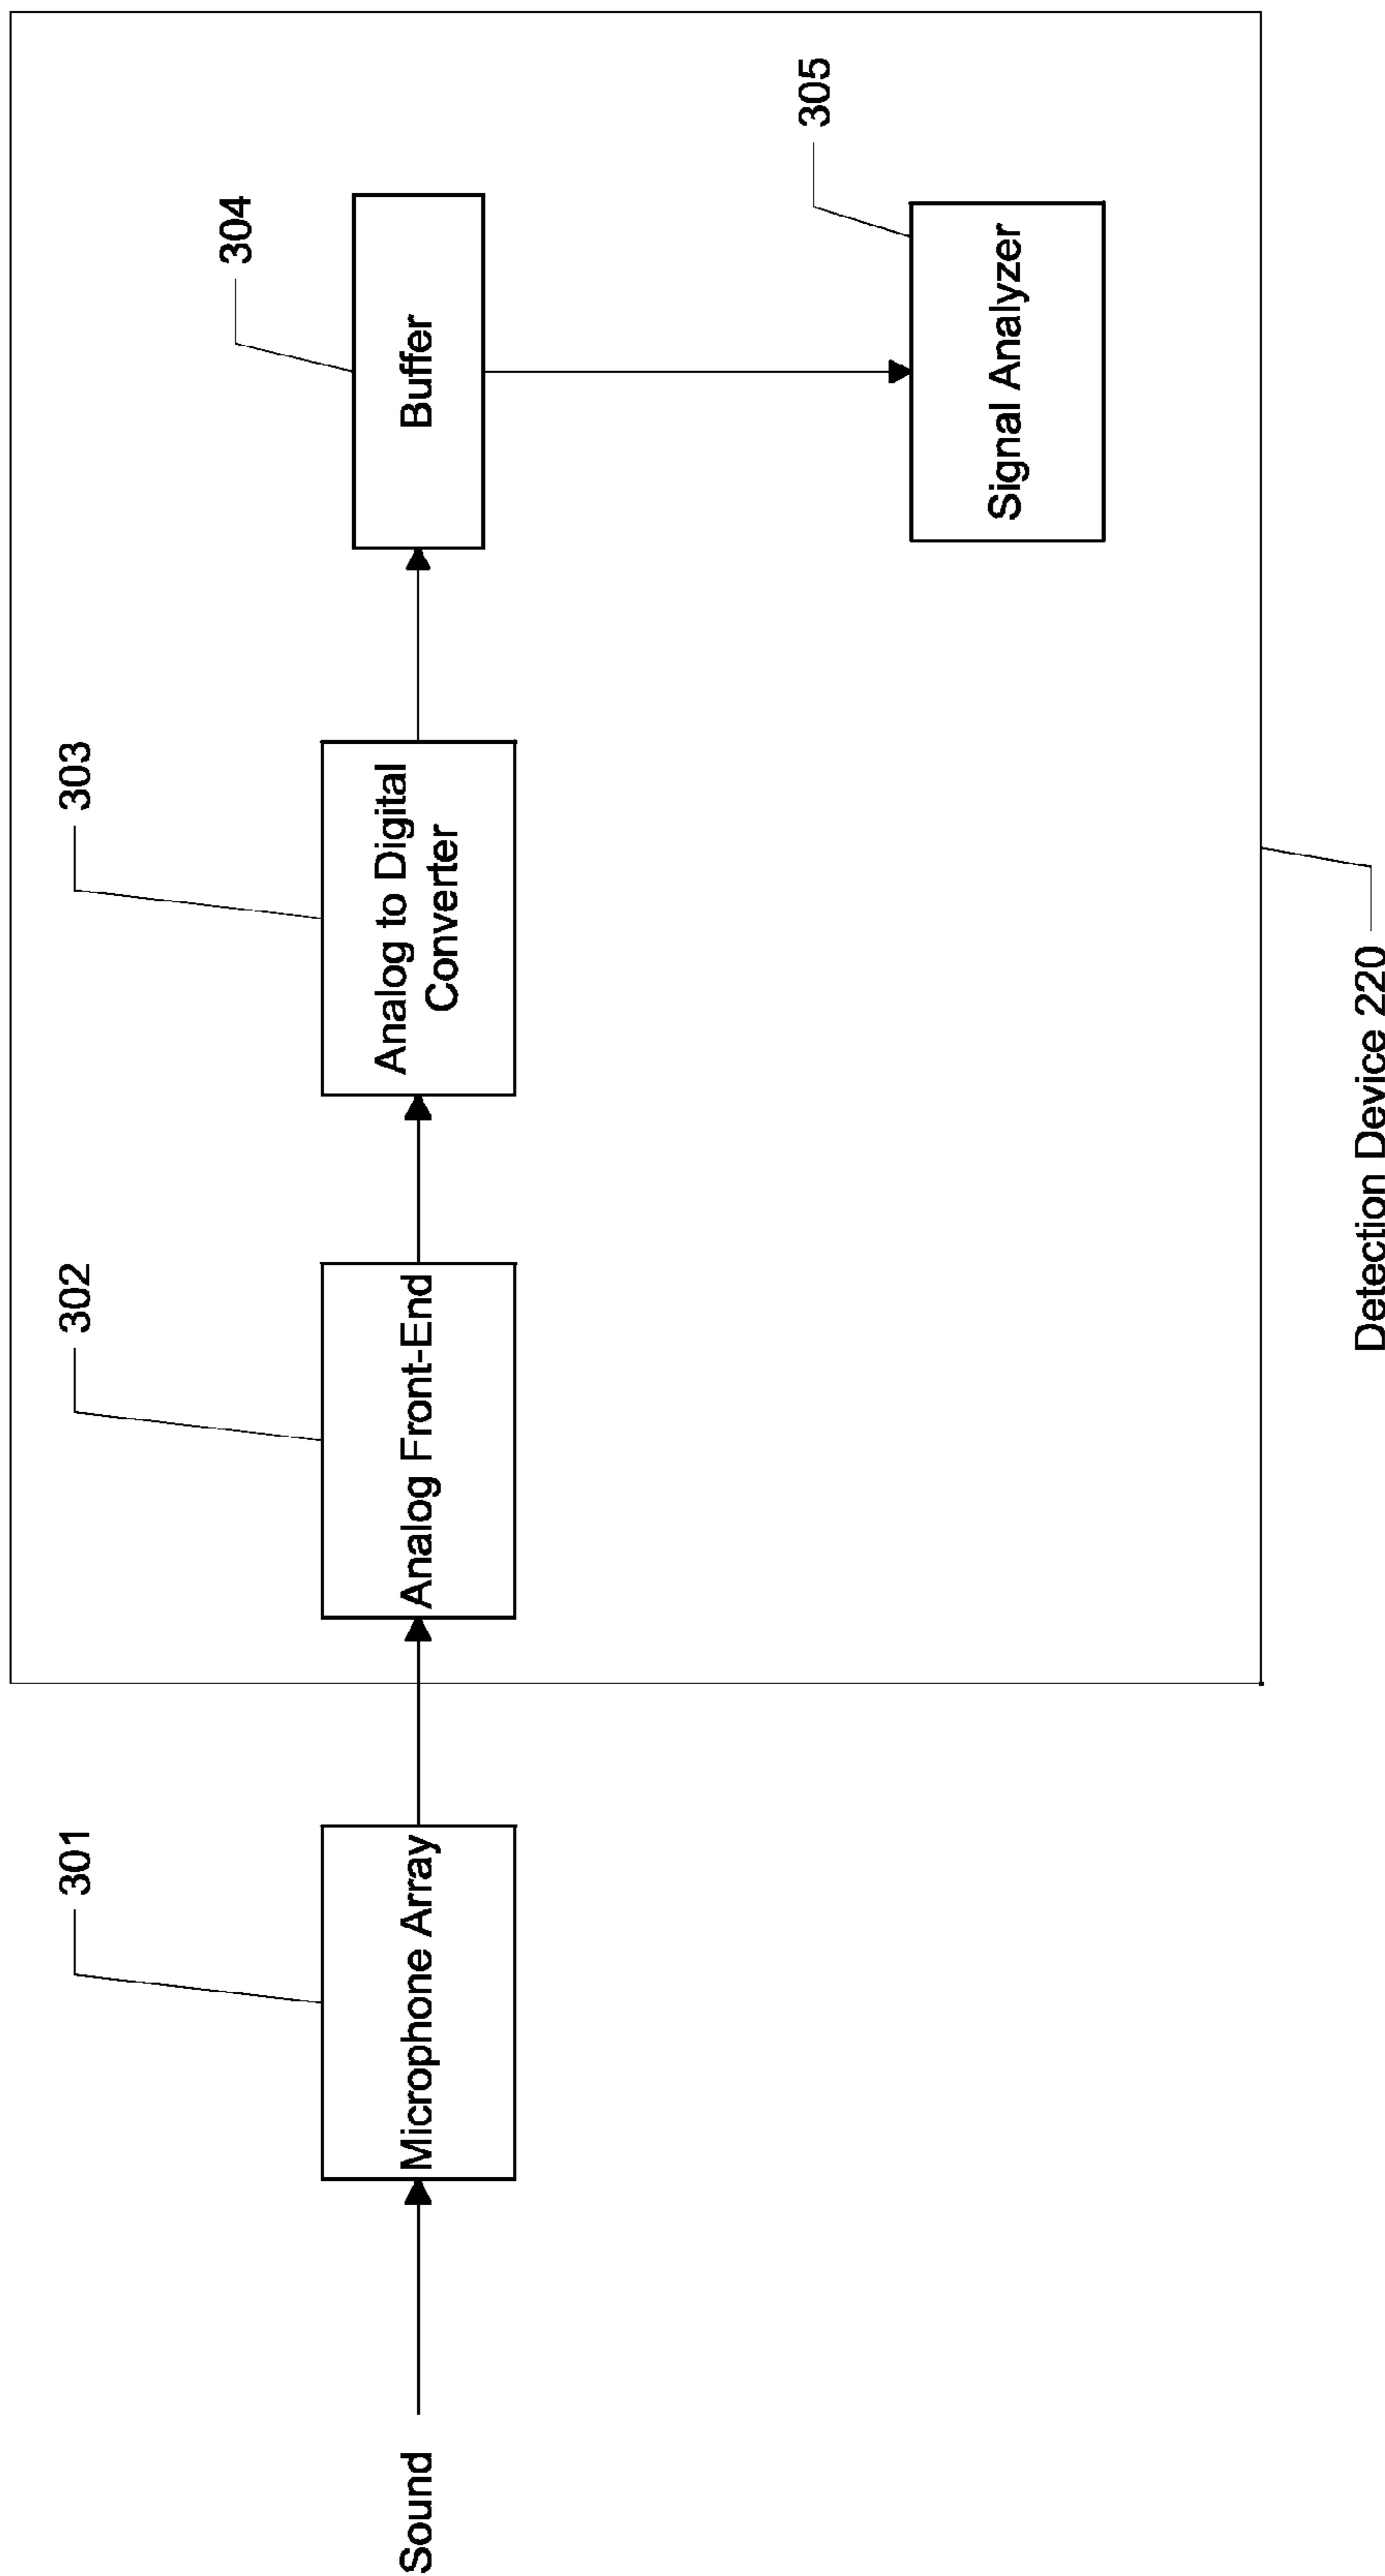 Sound
301
Microphone Array
302
Analog Front-End
303
Analog to Digital
Converter
304
Buffer
305
Signal Analyzer
Detection Device 220